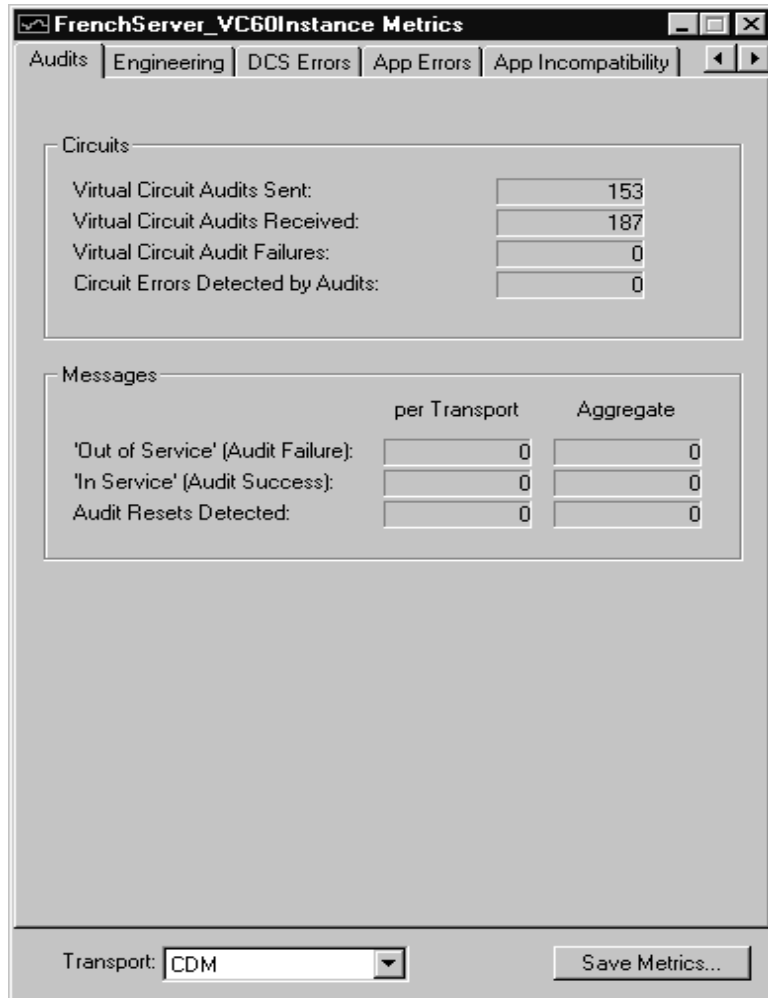 FrenchServer_VC60Instance Metrics
Audits Engineering DCS Errors App Errors App Incompatibility
Circuits
Virtual Circuit Audits Sent: 153
Virtual Circuit Audits Received: 187
Virtual Circuit Audit Failures: 0
Circuit Errors Detected by Audits: 0
Messages
per Transport Aggregate
'Out of Service' (Audit Failure): 0 0
'In Service' (Audit Success): 0 0
Audit Resets Detected: 0 0
Transport: CDM Save Metrics...